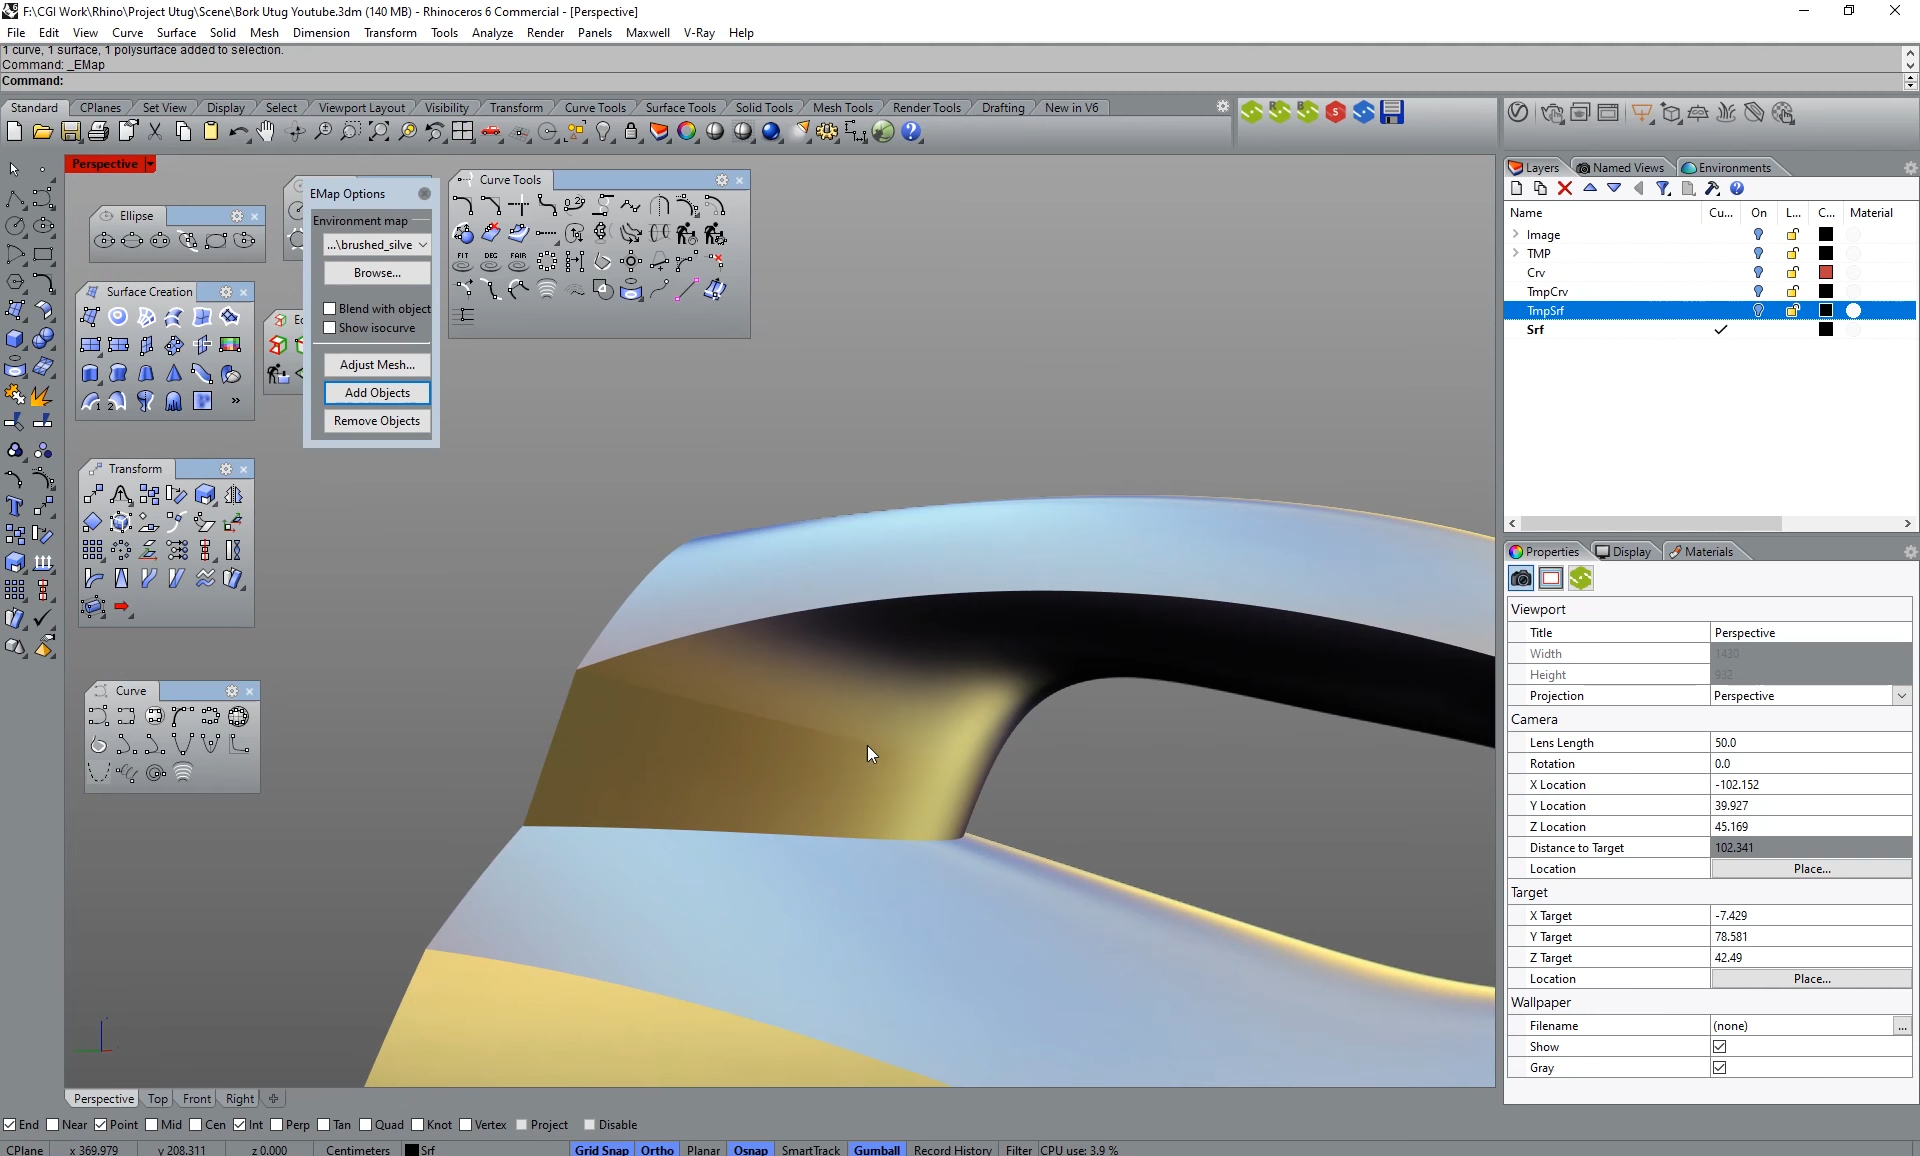 F:\CGI Work\Rhino\Project Utug\Scene\Bork Utug Youtube.3dm (140 MB) - Rhinoceros 6 Commercial - [Perspective]
File Edit View Curve Surface Solid Mesh Dimension Transform Tools Analyze Render Panels Maxwell V-Ray Help
1 curve, 1 surface, 1 polysurface added to selection.
Command: _EMap
Command:
Standard CPlanes Set View Display Select Viewport Layout Visibility Transform Curve Tools Surface Tools Solid Tools Mesh Tools Render Tools Drafting New in V6
Perspective
Ellipse
EMap Options
Environment map
...\brushed_silve
Browse...
Blend with object
Show isocurve
Adjust Mesh...
Add Objects
Remove Objects
Curve Tools
FIT DEG FAIR
Surface Creation
Transform
Curve
Layers Named Views Environments
Name Cu... On L... C... Material
Image
TMP
Crv
TmpCrv
TmpSrf
Srf
Properties Display Materials
Viewport
Title Perspective
Width 1430
Height 932
Projection Perspective
Camera
Lens Length 50.0
Rotation 0.0
X Location -102.152
Y Location 39.927
Z Location 45.169
Distance to Target 102.341
Location Place...
Target
X Target -7.429
Y Target 78.581
Z Target 42.49
Location Place...
Wallpaper
Filename (none) ...
Show
Gray
Perspective Top Front Right
End Near Point Mid Cen Int Perp Tan Quad Knot Vertex Project Disable
CPlane x 369.979 y 208.311 z 0.000 Centimeters Srf Grid Snap Ortho Planar Osnap SmartTrack Gumball Record History Filter CPU use: 3.9 %